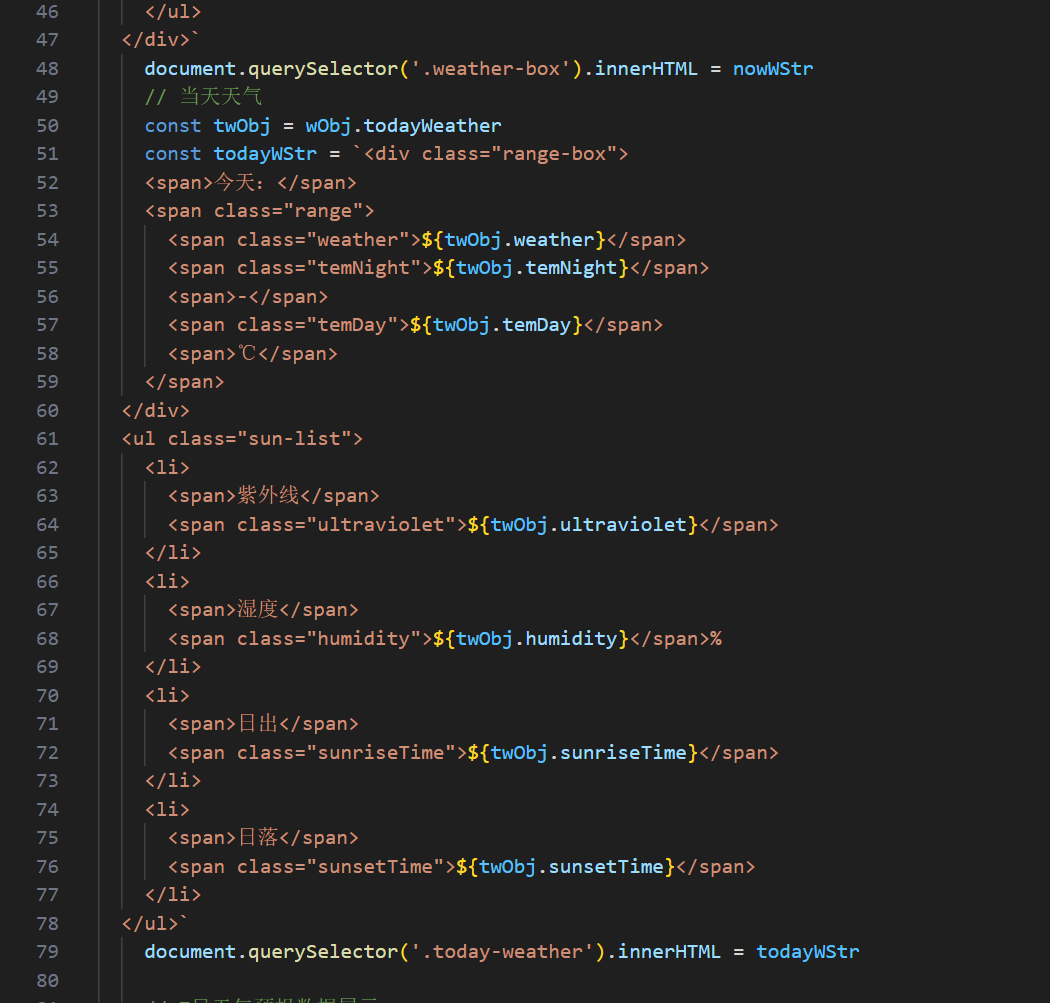 46 </ul>
47 </div>`
48 document.querySelector('.weather-box').innerHTML = nowWStr
49 // 当天天气
50 const twObj = wObj.todayWeather
51 const todayWStr = `<div class="range-box">
52 <span>今天：</span>
53 <span class="range">
54 <span class="weather">${twObj.weather}</span>
55 <span class="temNight">${twObj.temNight}</span>
56 <span>-</span>
57 <span class="temDay">${twObj.temDay}</span>
58 <span>℃</span>
59 </span>
60 </div>
61 <ul class="sun-list">
62 <li>
63 <span>紫外线</span>
64 <span class="ultraviolet">${twObj.ultraviolet}</span>
65 </li>
66 <li>
67 <span>湿度</span>
68 <span class="humidity">${twObj.humidity}</span>%
69 </li>
70 <li>
71 <span>日出</span>
72 <span class="sunriseTime">${twObj.sunriseTime}</span>
73 </li>
74 <li>
75 <span>日落</span>
76 <span class="sunsetTime">${twObj.sunsetTime}</span>
77 </li>
78 </ul>`
79 document.querySelector('.today-weather').innerHTML = todayWStr
80